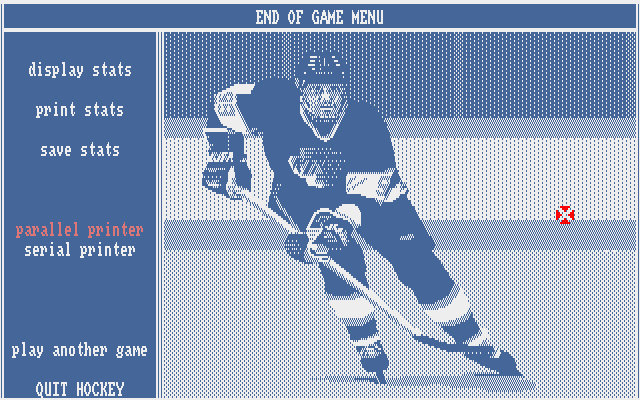 END OF GAME MENU
display stats
print stats
save stats
parallel printer
serial printer
play another game
QUIT HOCKEY